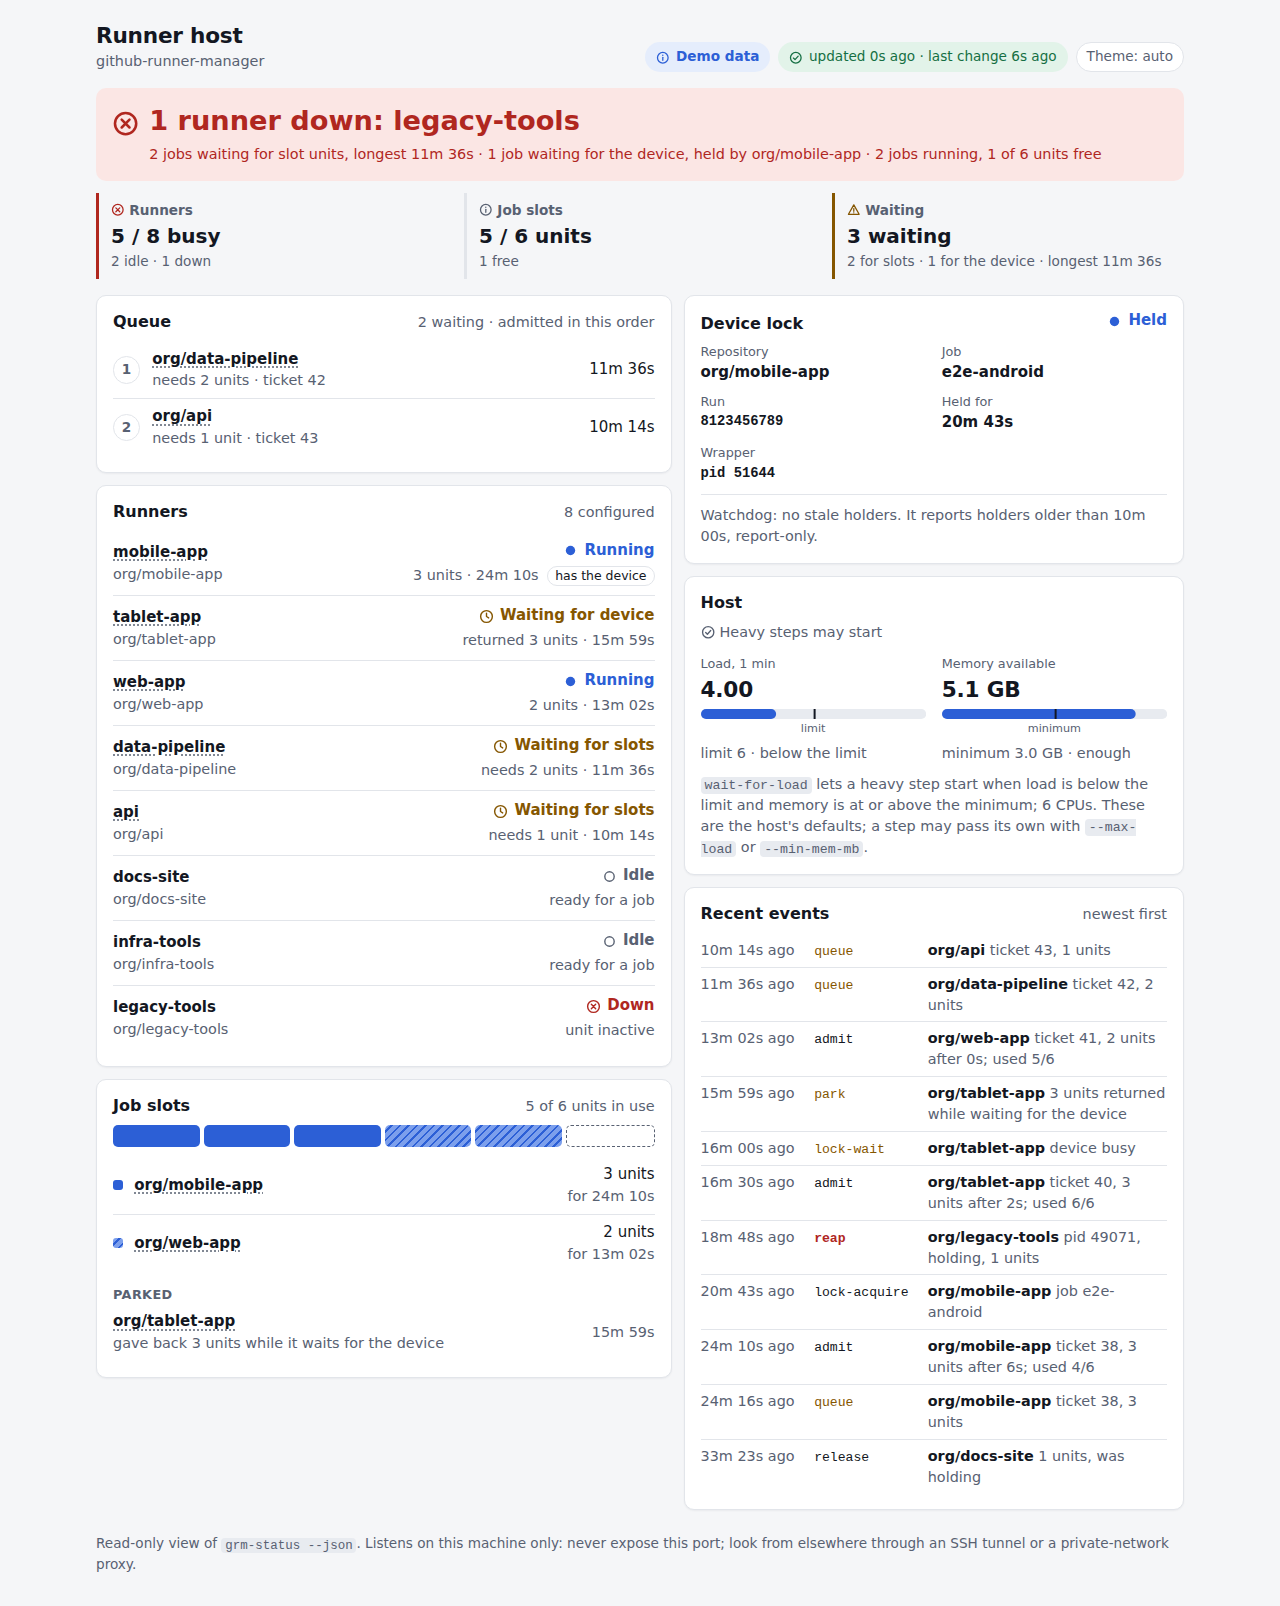 Runner host
github-runner-manager
Demo data
updated 0s ago · last change 6s ago
Theme: auto
1 runner down: legacy-tools
2 jobs waiting for slot units, longest 11m 36s · 1 job waiting for the device, held by org/mobile-app · 2 jobs running, 1 of 6 units free
Runners
5 / 8 busy
2 idle · 1 down
Job slots
5 / 6 units
1 free
Waiting
3 waiting
2 for slots · 1 for the device · longest 11m 36s
Queue
2 waiting · admitted in this order
1
org/data-pipeline
needs 2 units · ticket 42
11m 36s
2
org/api
needs 1 unit · ticket 43
10m 14s
Runners
8 configured
mobile-app
Running
org/mobile-app
3 units · 24m 10s has the device
tablet-app
Waiting for device
org/tablet-app
returned 3 units · 15m 59s
web-app
Running
org/web-app
2 units · 13m 02s
data-pipeline
Waiting for slots
org/data-pipeline
needs 2 units · 11m 36s
api
Waiting for slots
org/api
needs 1 unit · 10m 14s
docs-site
Idle
org/docs-site
ready for a job
infra-tools
Idle
org/infra-tools
ready for a job
legacy-tools
Down
org/legacy-tools
unit inactive
Job slots
5 of 6 units in use
org/mobile-app
3 units
for 24m 10s
org/web-app
2 units
for 13m 02s
PARKED
org/tablet-app
gave back 3 units while it waits for the device
15m 59s
Device lock
Held
Repository
org/mobile-app
Job
e2e-android
Run
8123456789
Held for
20m 43s
Wrapper
pid 51644
Watchdog: no stale holders. It reports holders older than 10m
00s, report-only.
Host
Heavy steps may start
Load, 1 min
4.00
limit
limit 6 · below the limit
Memory available
5.1 GB
minimum
minimum 3.0 GB · enough
wait-for-load lets a heavy step start when load is below the
limit and memory is at or above the minimum; 6 CPUs. These
are the host's defaults; a step may pass its own with --max-
load or --min-mem-mb.
Recent events
newest first
10m 14s ago queue org/api ticket 43, 1 units
11m 36s ago queue org/data-pipeline ticket 42, 2
units
13m 02s ago admit org/web-app ticket 41, 2 units
after 0s; used 5/6
15m 59s ago park org/tablet-app 3 units returned
while waiting for the device
16m 00s ago lock-wait org/tablet-app device busy
16m 30s ago admit org/tablet-app ticket 40, 3
units after 2s; used 6/6
18m 48s ago reap org/legacy-tools pid 49071,
holding, 1 units
20m 43s ago lock-acquire org/mobile-app job e2e-
android
24m 10s ago admit org/mobile-app ticket 38, 3
units after 6s; used 4/6
24m 16s ago queue org/mobile-app ticket 38, 3
units
33m 23s ago release org/docs-site 1 units, was
holding
Read-only view of grm-status --json. Listens on this machine only: never expose this port; look from elsewhere through an SSH tunnel or a private-network
proxy.